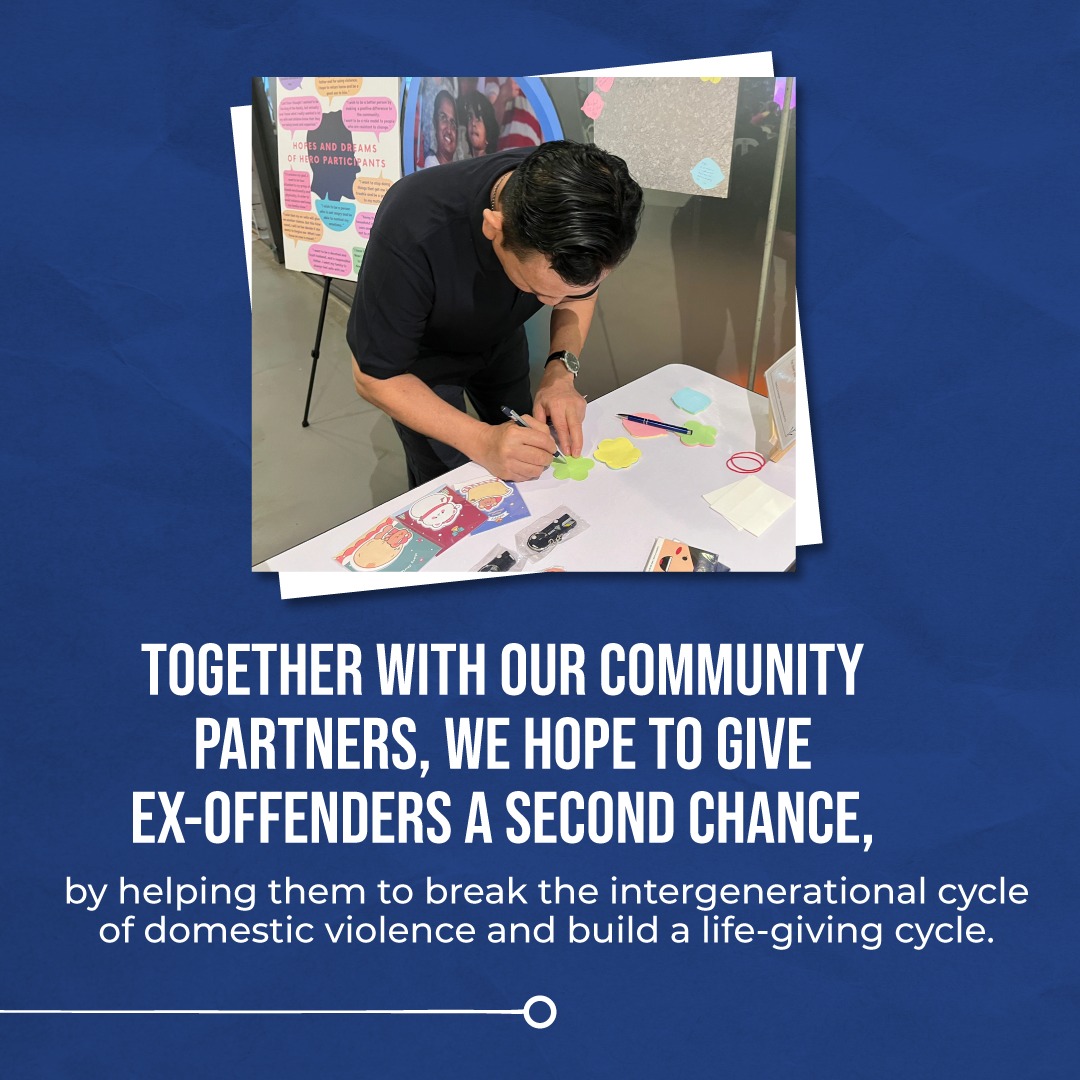 HOPES AND DREAMS
OF HERO PARTICIPANTS
TOGETHER WITH OUR COMMUNITY
PARTNERS, WE HOPE TO GIVE
EX-OFFENDERS A SECOND CHANCE,
by helping them to break the intergenerational cycle
of domestic violence and build a life-giving cycle.